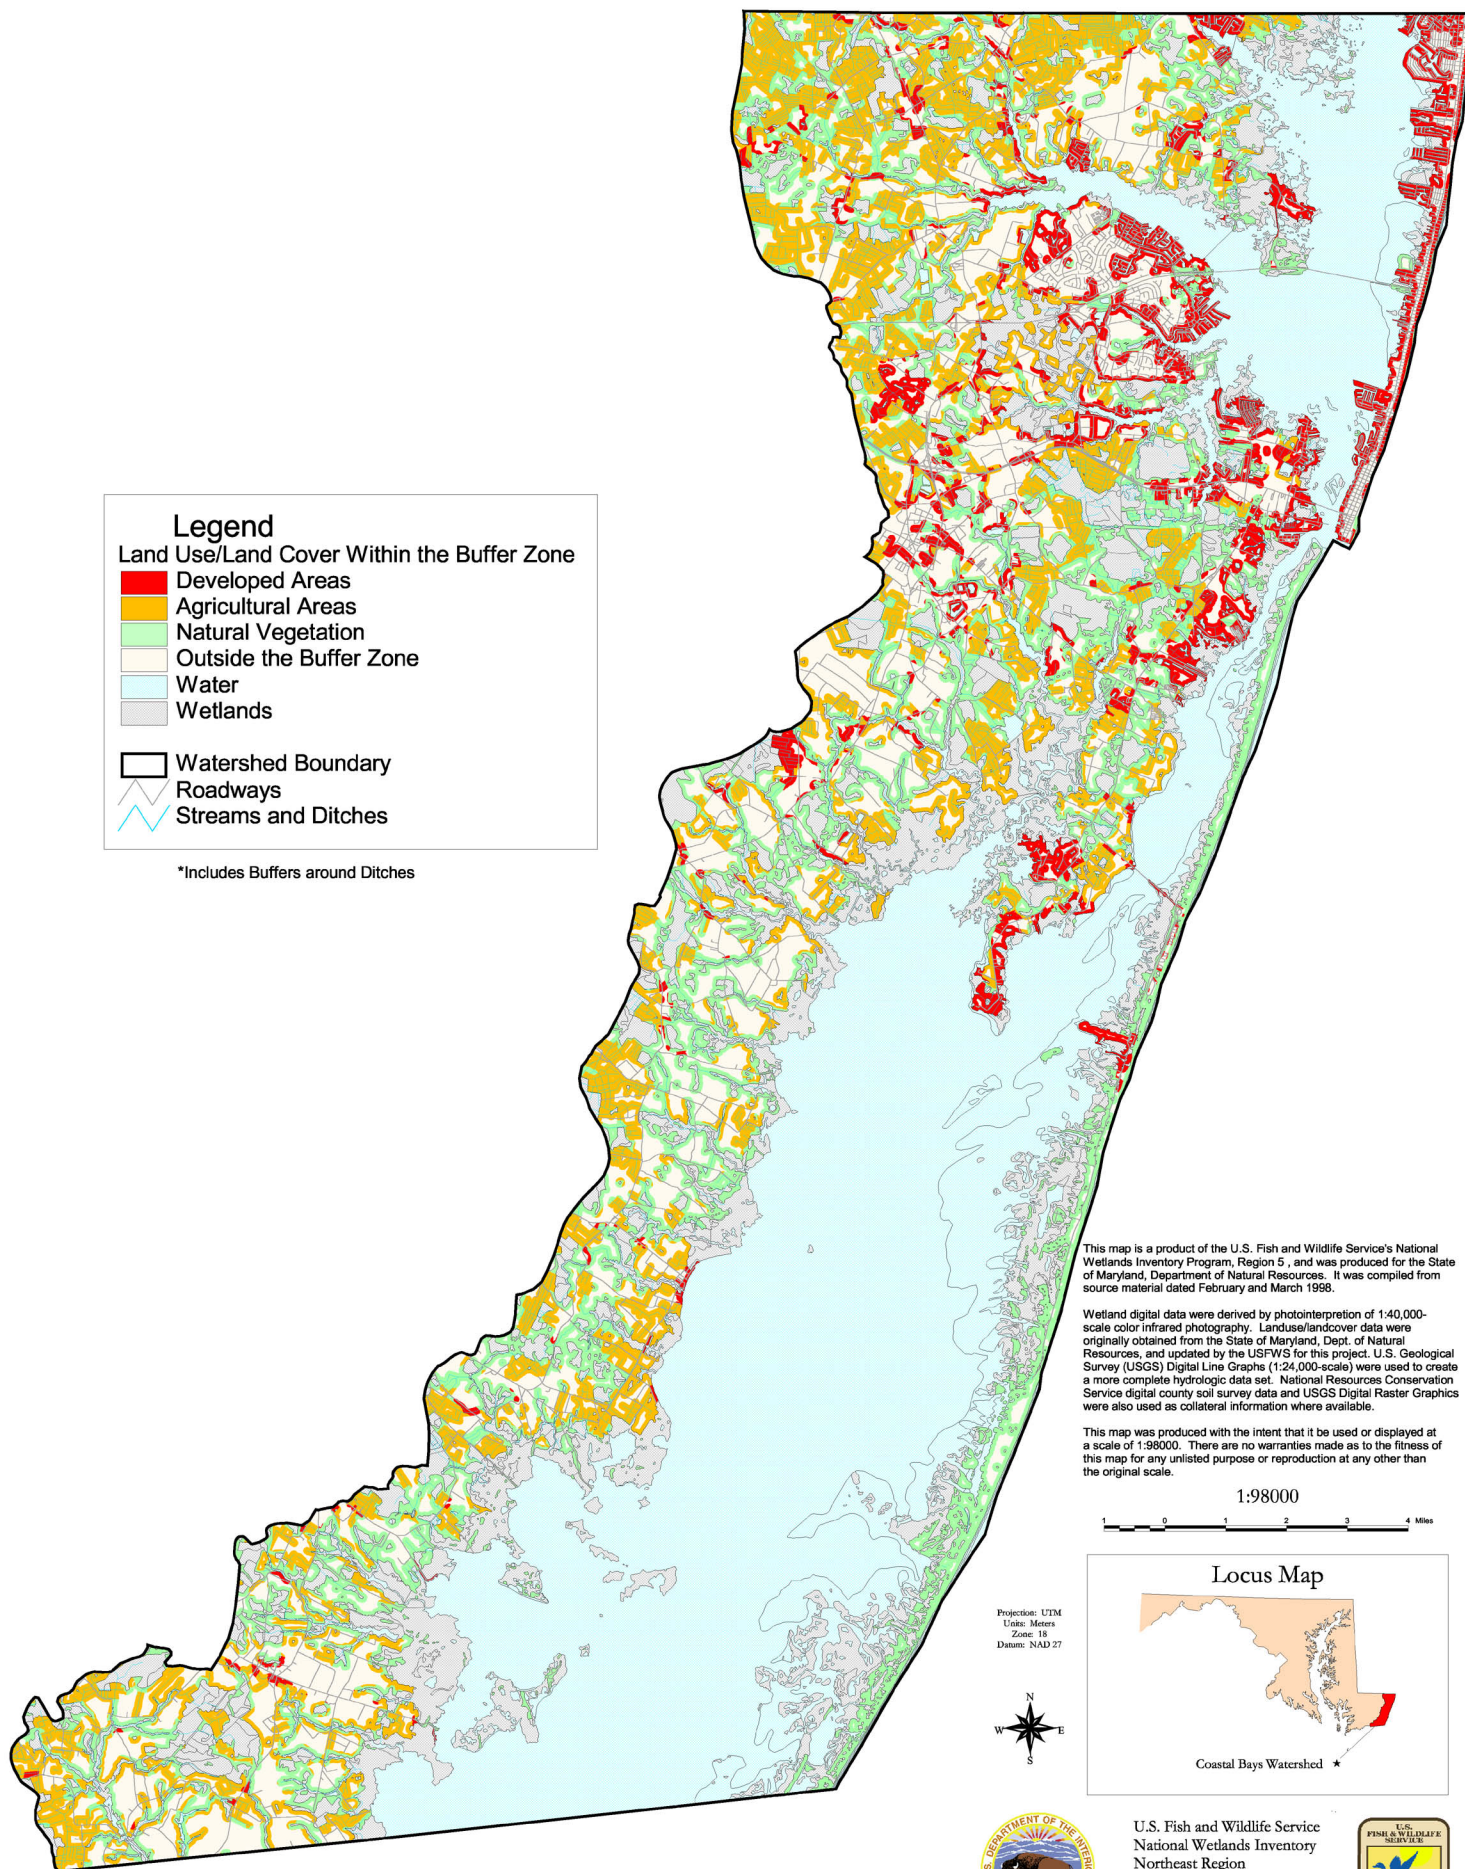 Legend
Land Use/Land Cover Within the Buffer Zone
Developed Areas
Agricultural Areas
Natural Vegetation
Outside the Buffer Zone
Water
Wetlands
Watershed Boundary
Roadways
Streams and Ditches
*Includes Buffers around Ditches
This map is a product of the U.S. Fish and Wildlife Service's National
Wetlands Inventory Program, Region 5 , and was produced for the State
of Maryland, Department of Natural Resources. It was compiled from
source material dated February and March 1998.
Wetland digital data were derived by photointerpretion of 1:40,000-
scale color infrared photography. Landuse/landcover data were
originally obtained from the State of Maryland, Dept. of Natural
Resources, and updated by the USFWS for this project. U.S. Geological
Survey (USGS) Digital Line Graphs (1:24,000-scale) were used to create
a more complete hydrologic data set. National Resources Conservation
Service digital county soil survey data and USGS Digital Raster Graphics
were also used as collateral information where available.
This map was produced with the intent that it be used or displayed at
a scale of 1:98000. There are no warranties made as to the fitness of
this map for any unlisted purpose or reproduction at any other than
the original scale.
1:98000
1 0 1 2 3 4 Miles
Locus Map
Coastal Bays Watershed ★
Projection: UTM
Units: Meters
Zone: 18
Datum: NAD 27
N
W E
S
U.S. DEPARTMENT OF THE INTERIOR
U.S. Fish and Wildlife Service
National Wetlands Inventory
Northeast Region
U.S.
FISH & WILDLIFE
SERVICE